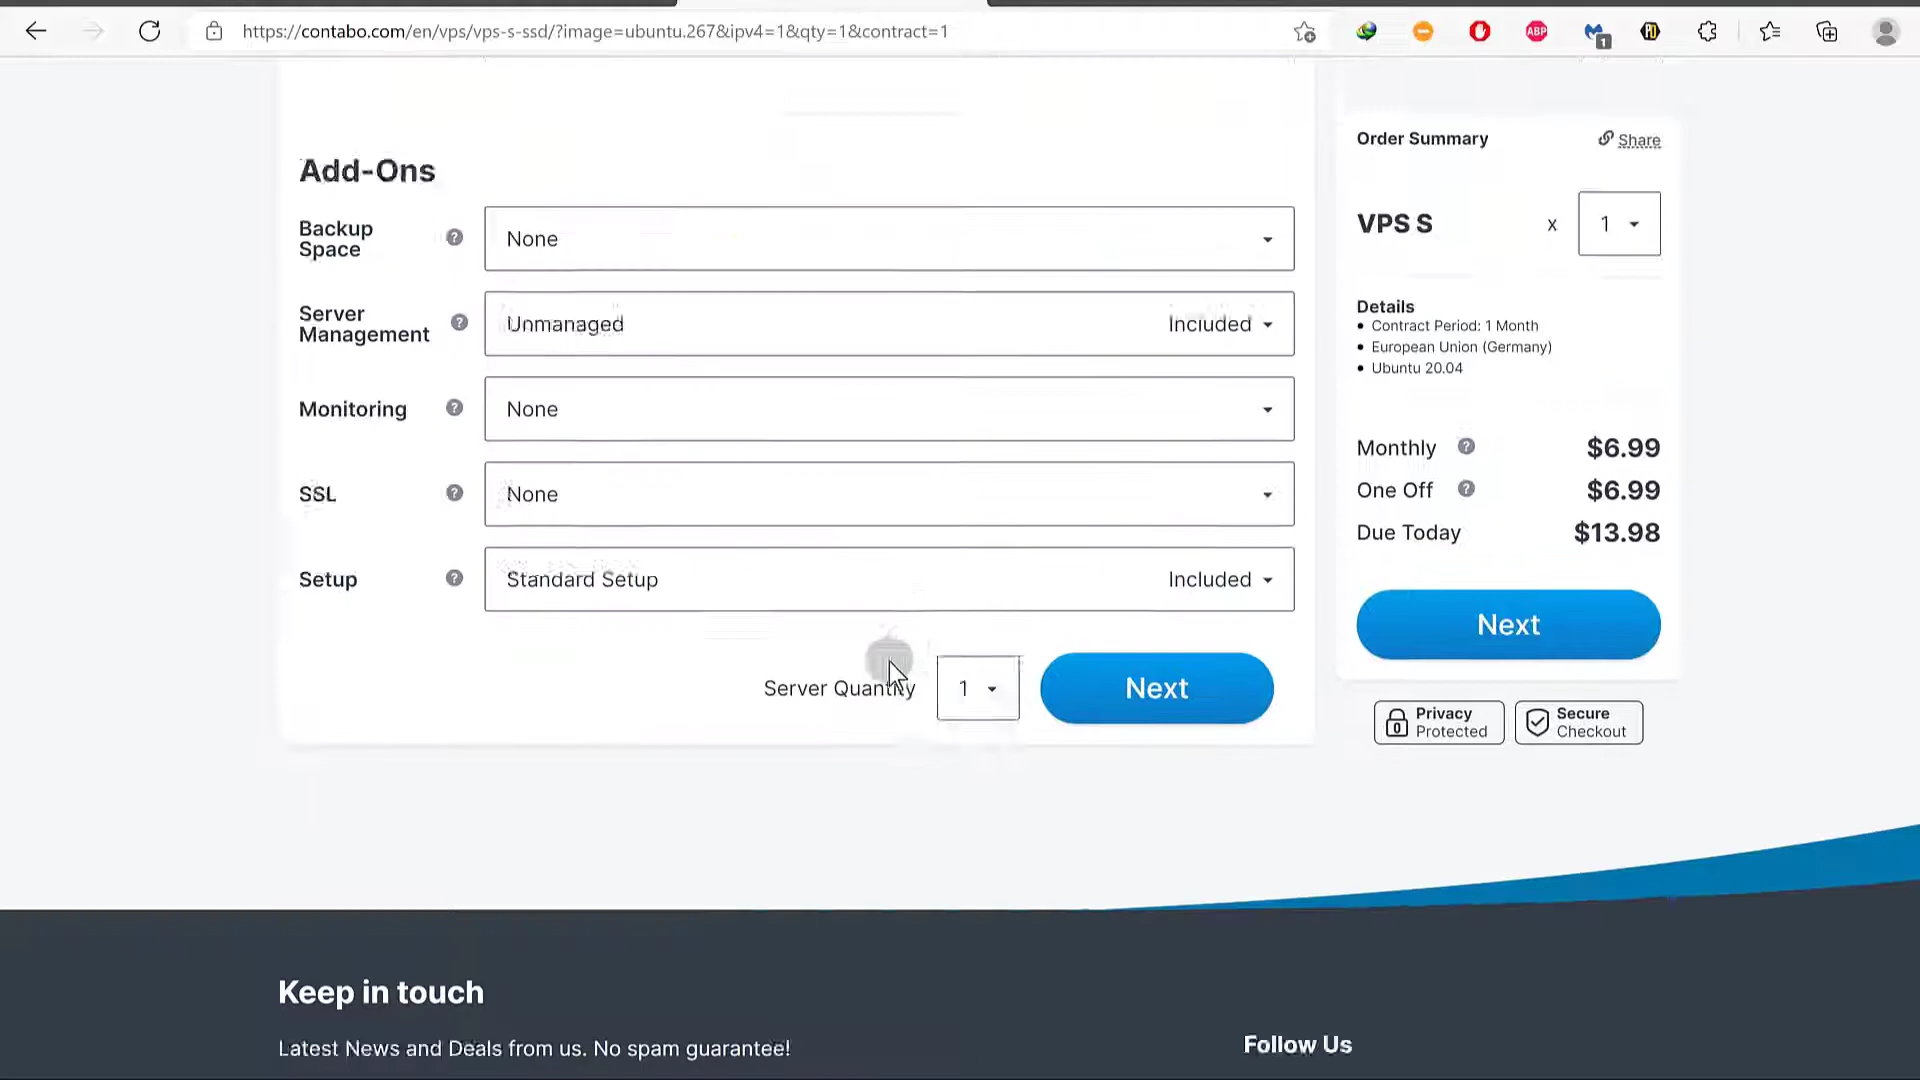 https://contabo.com/en/vps/vps-s-ssd/?image=ubuntu.267&ipv4=1&qty=1&contract=1
ABP
1
Add-Ons
Backup
Space
?
None
Server
Management
?
Unmanaged
Included
Monitoring
?
None
SSL
?
None
Setup
?
Standard Setup
Included
Server Quantity
1
Next
Order Summary
Share
VPS S
x
1
Details
Contract Period: 1 Month
European Union (Germany)
Ubuntu 20.04
Monthly
?
$6.99
One Off
?
$6.99
Due Today
$13.98
Next
Privacy
Protected
Secure
Checkout
Keep in touch
Latest News and Deals from us. No spam guarantee!
Follow Us